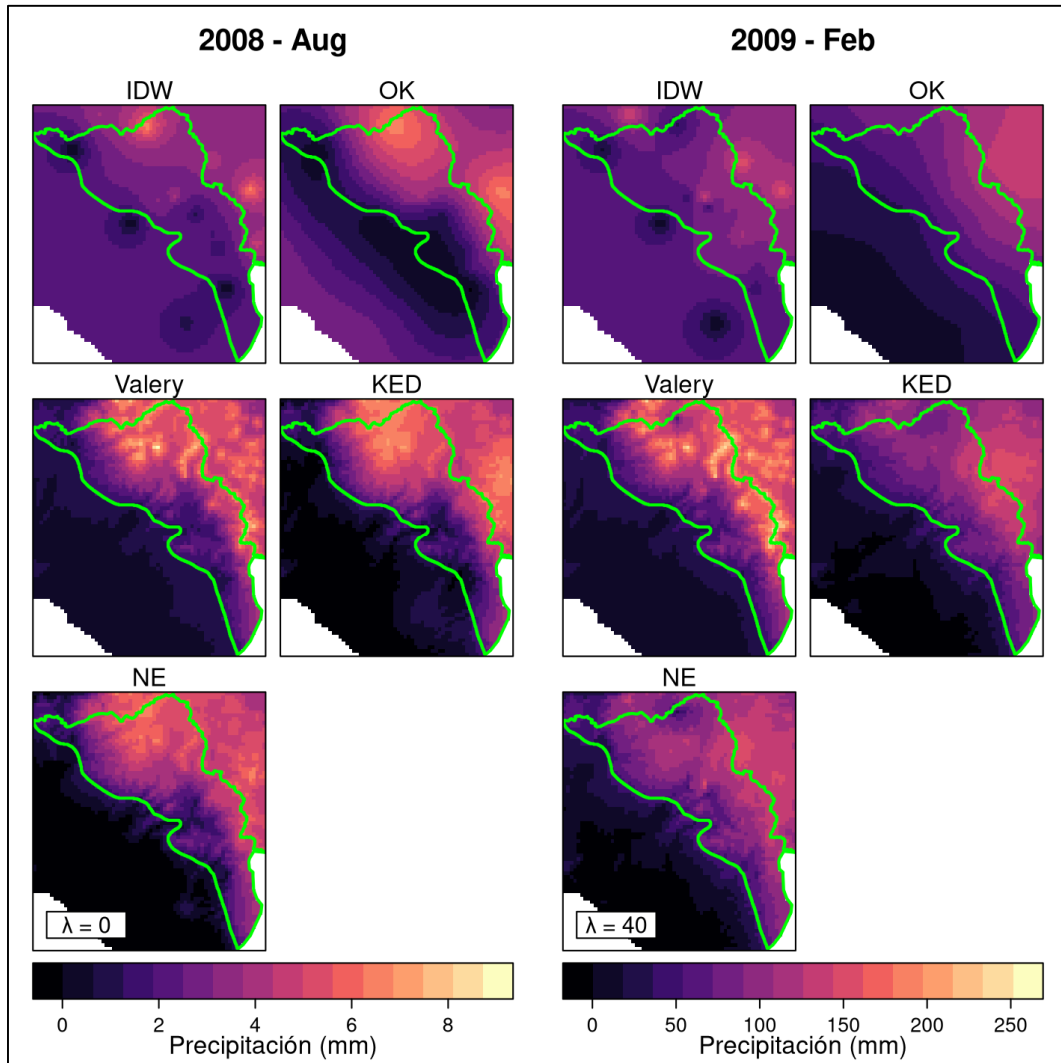 2008 - Aug
2009 - Feb
IDW
OK
IDW
OK
Valery
KED
Valery
KED
NE
NE
λ = 0
λ = 40
0 2 4 6 8
0 50 100 150 200 250
Precipitación (mm)
Precipitación (mm)